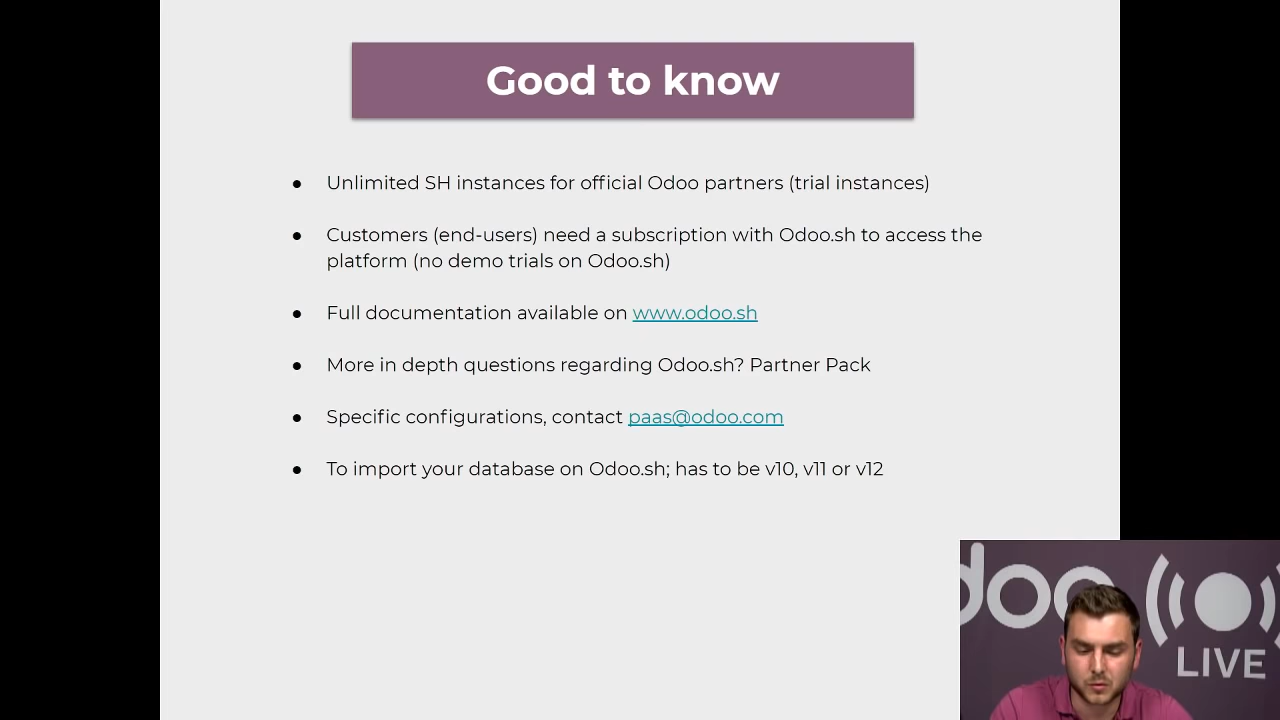 Good to know
● Unlimited SH instances for official Odoo partners (trial instances)
● Customers (end-users) need a subscription with Odoo.sh to access the
platform (no demo trials on Odoo.sh)
● Full documentation available on www.odoo.sh
● More in depth questions regarding Odoo.sh? Partner Pack
● Specific configurations, contact paas@odoo.com
● To import your database on Odoo.sh; has to be v10, v11 or v12
doo
LIVE